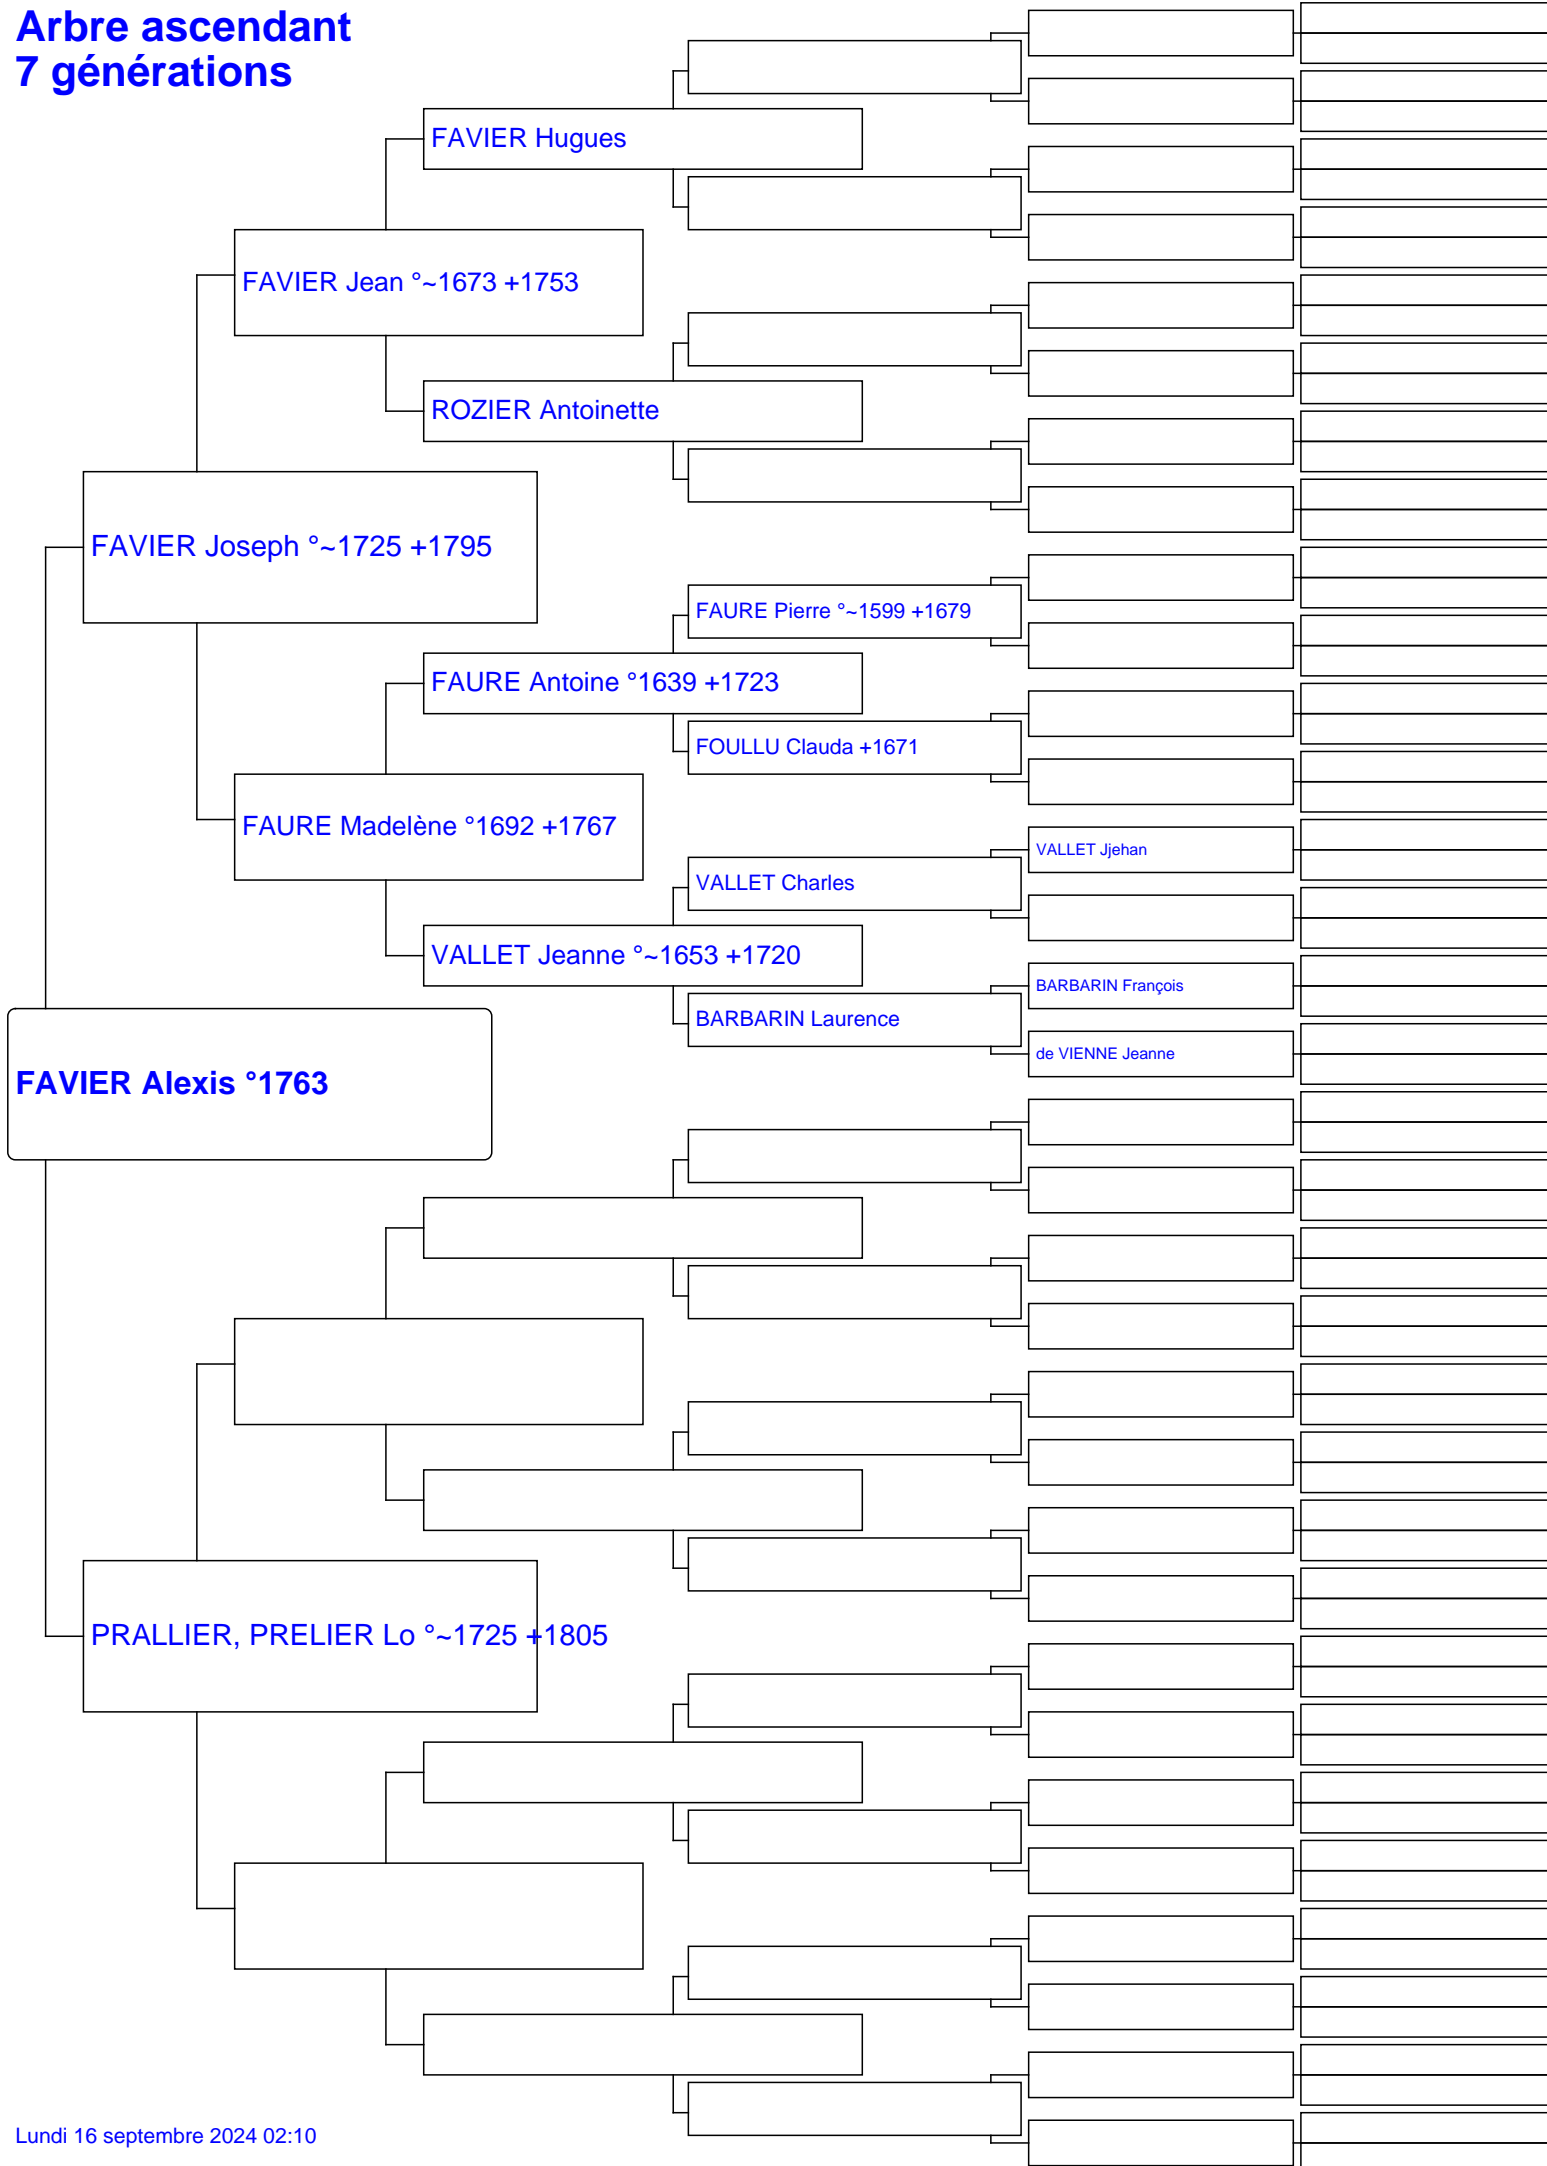 Arbre ascendant
7 générations
FAVIER Hugues
FAVIER Jean °~1673 +1753
ROZIER Antoinette
FAVIER Joseph °~1725 +1795
FAURE Pierre °~1599 +1679
FAURE Antoine °1639 +1723
FOULLU Clauda +1671
FAURE Madelène °1692 +1767
VALLET Jjehan
VALLET Charles
VALLET Jeanne °~1653 +1720
BARBARIN François
BARBARIN Laurence
de VIENNE Jeanne
FAVIER Alexis °1763
PRALLIER, PRELIER Lo °~1725 +1805
Lundi 16 septembre 2024 02:10